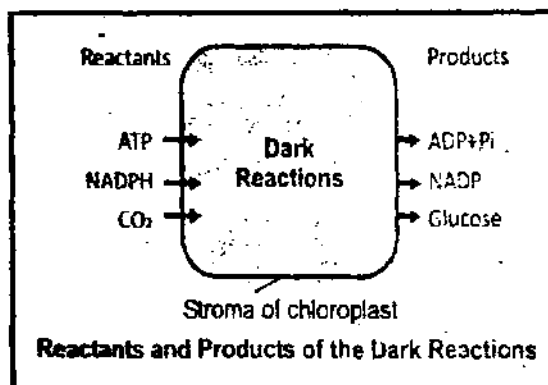 Reactants Products
ATP Dark ADP+Pi
NADPH Reactions NADP
CO₂ Glucose
Stroma of chloroplast
Reactants and Products of the Dark Reactions